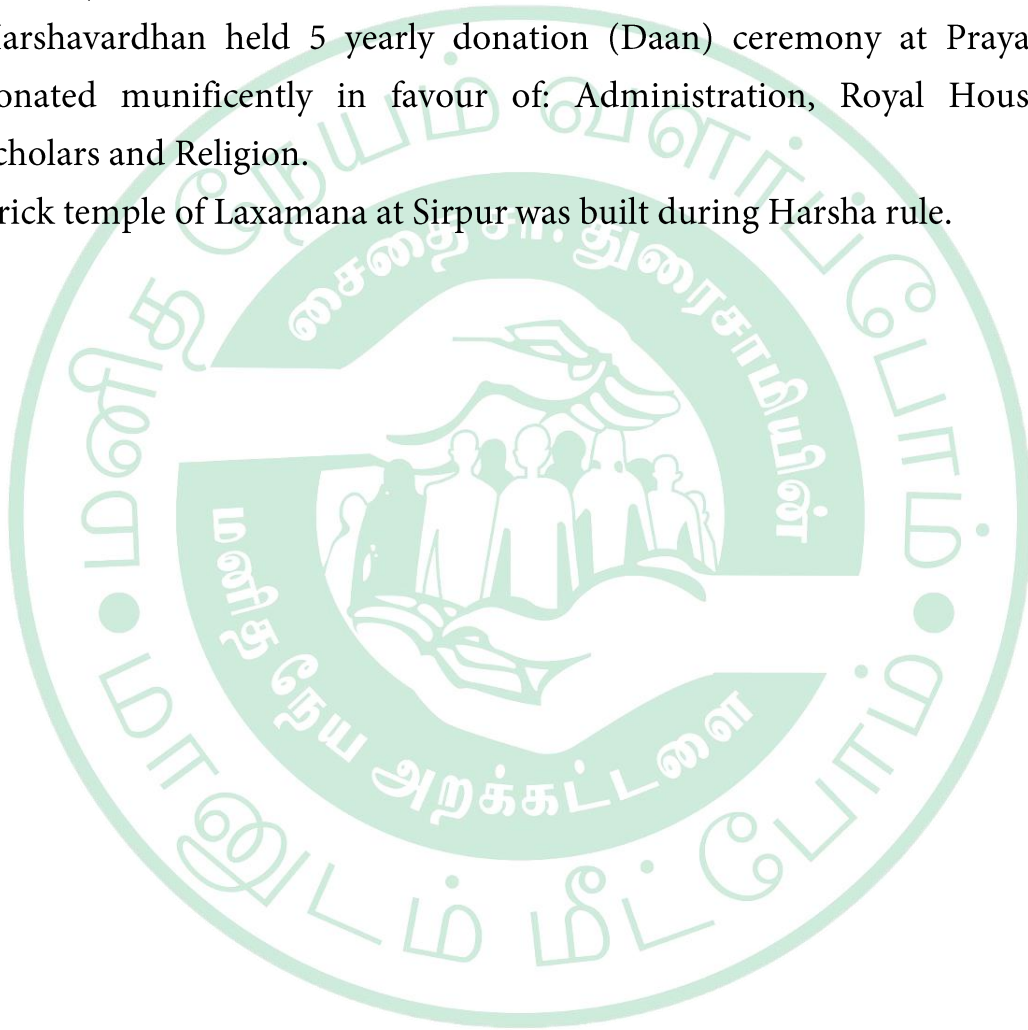 arshavardhan held 5 yearly donation (Daan) ceremony at Praya
onated munificently in favour of: Administration, Royal Hous
cholars and Religion.
rick temple of Laxamana at Sirpur was built during Harsha rule.
மனித நேயம் வளர்ப்போம்
சைதை சா. துரைசாமியின்
மனித நேய அறக்கட்டளை
மானுடம் மீட்போம்